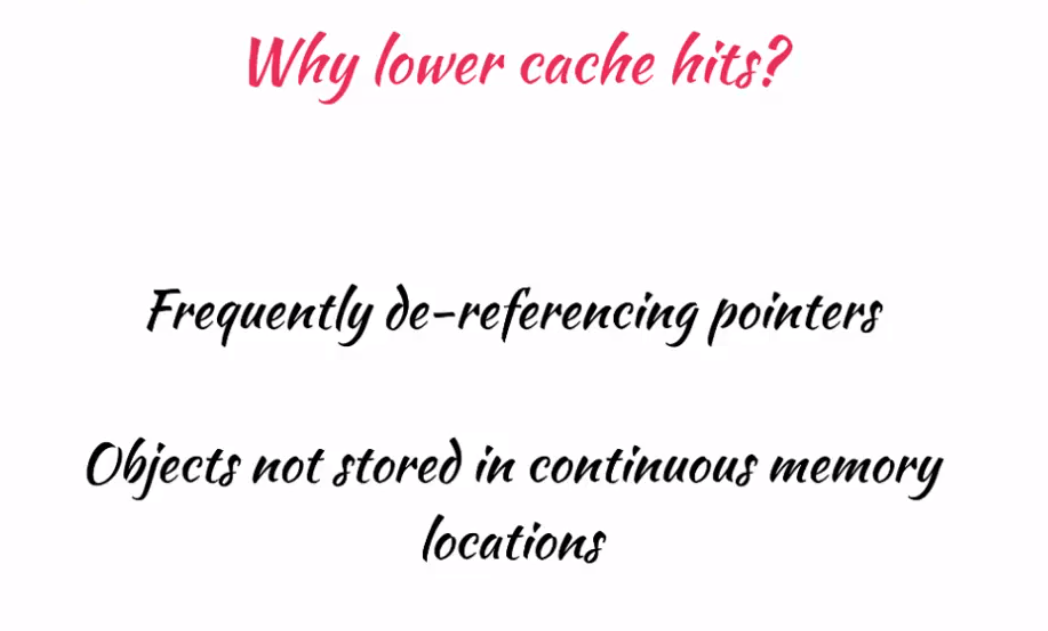 Why lower cache hits?
Frequently de-referencing pointers
Objects not stored in continuous memory
locations